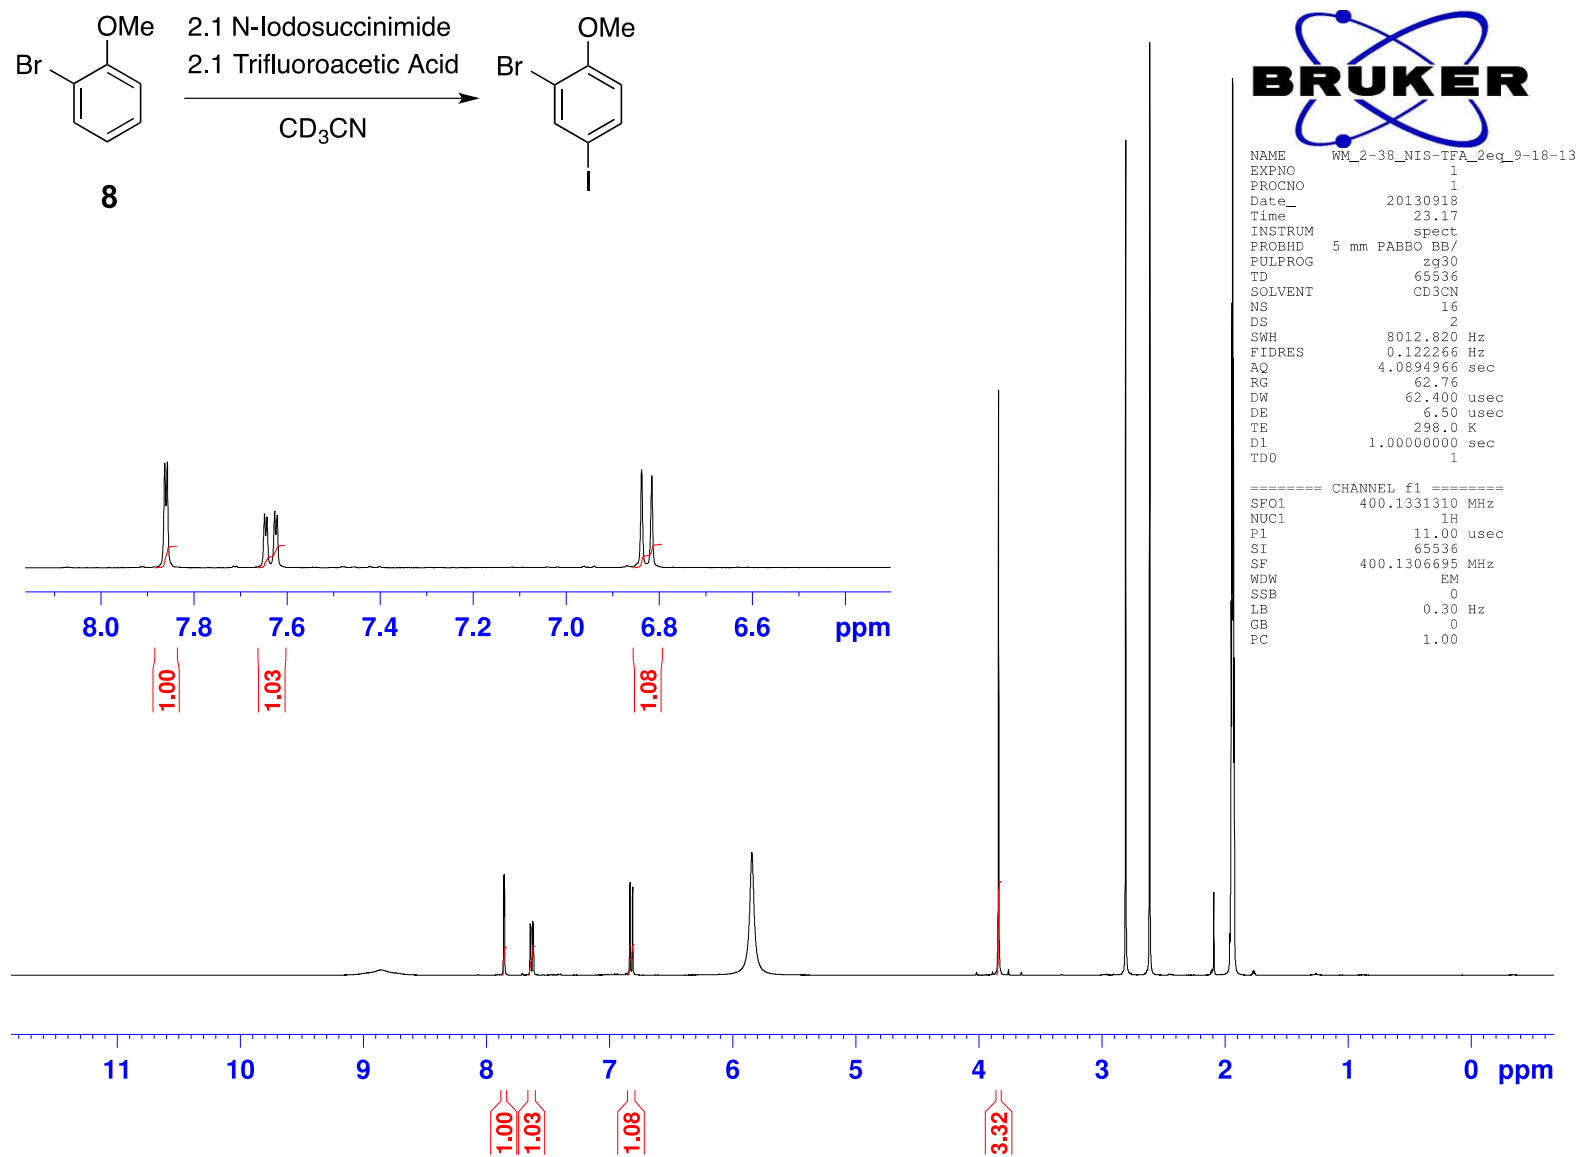 OMe
Br
8
2.1 N-Iodosuccinimide
2.1 Trifluoroacetic Acid
CD3CN
OMe
Br
I
BRUKER
NAME WM_2-38_NIS-TFA_2eq_9-18-13
EXPNO 1
PROCNO 1
Date_ 20130918
Time 23.17
INSTRUM spect
PROBHD 5 mm PABBO BB/
PULPROG zg30
TD 65536
SOLVENT CD3CN
NS 16
DS 2
SWH 8012.820 Hz
FIDRES 0.122266 Hz
AQ 4.0894966 sec
RG 62.76
DW 62.400 usec
DE 6.50 usec
TE 298.0 K
D1 1.00000000 sec
TD0 1
======== CHANNEL f1 ========
SFO1 400.1331310 MHz
NUC1 1H
P1 11.00 usec
SI 65536
SF 400.1306695 MHz
WDW EM
SSB 0
LB 0.30 Hz
GB 0
PC 1.00
8.0 7.8 7.6 7.4 7.2 7.0 6.8 6.6 ppm
1.00 1.03 1.08
11 10 9 8 7 6 5 4 3 2 1 0 ppm
1.00 1.03 1.08 3.32